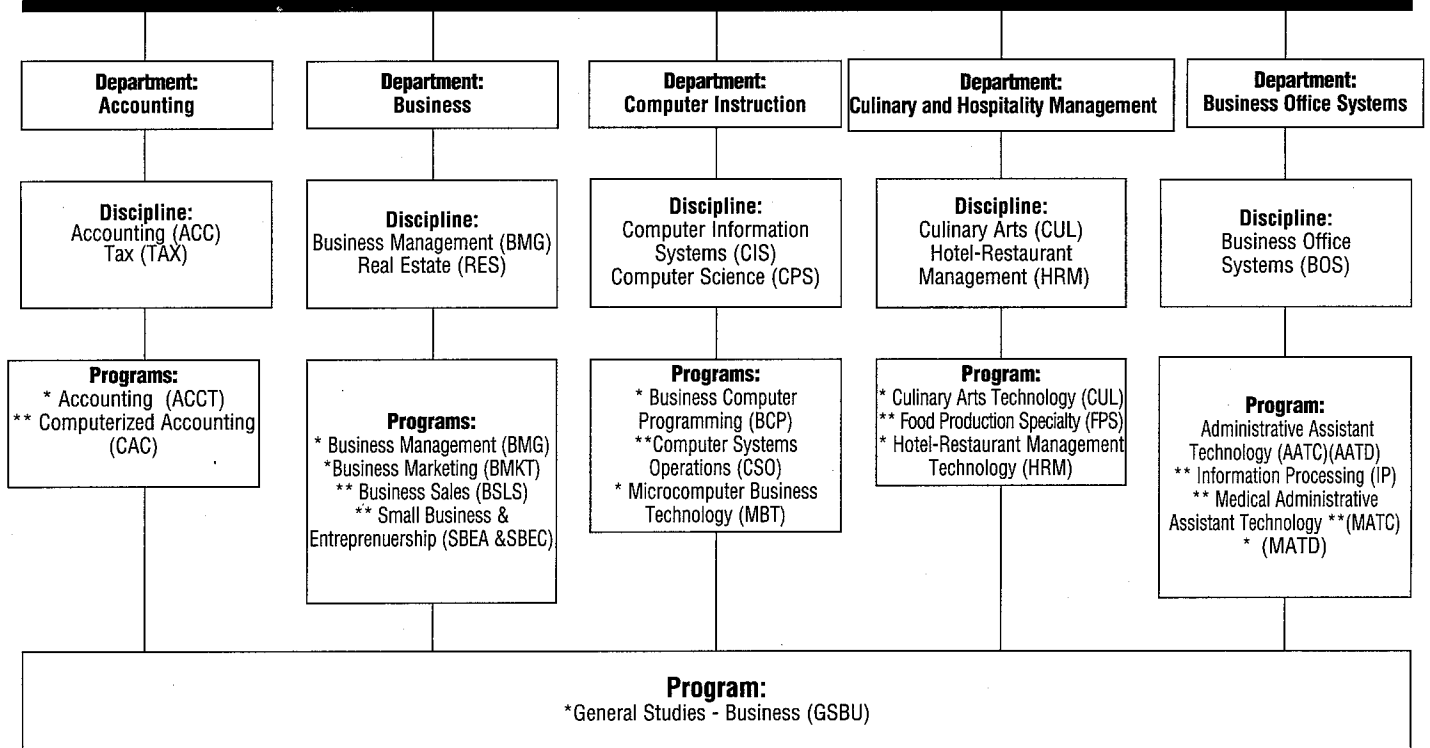 Department:
Accounting
Department:
Business
Department:
Computer Instruction
Department:
Culinary and Hospitality Management
Department:
Business Office Systems
Discipline:
Accounting (ACC)
Tax (TAX)
Discipline:
Business Management (BMG)
Real Estate (RES)
Discipline:
Computer Information
Systems (CIS)
Computer Science (CPS)
Discipline:
Culinary Arts (CUL)
Hotel-Restaurant
Management (HRM)
Discipline:
Business Office
Systems (BOS)
Programs:
* Accounting (ACCT)
** Computerized Accounting
(CAC)
Programs:
* Business Management (BMG)
*Business Marketing (BMKT)
** Business Sales (BSLS)
** Small Business &
Entreprenuership (SBEA &SBEC)
Programs:
* Business Computer
Programming (BCP)
**Computer Systems
Operations (CSO)
* Microcomputer Business
Technology (MBT)
Program:
* Culinary Arts Technology (CUL)
** Food Production Specialty (FPS)
* Hotel-Restaurant Management
Technology (HRM)
Program:
Administrative Assistant
Technology (AATC)(AATD)
** Information Processing (IP)
** Medical Administrative
Assistant Technology **(MATC)
* (MATD)
Program:
*General Studies - Business (GSBU)